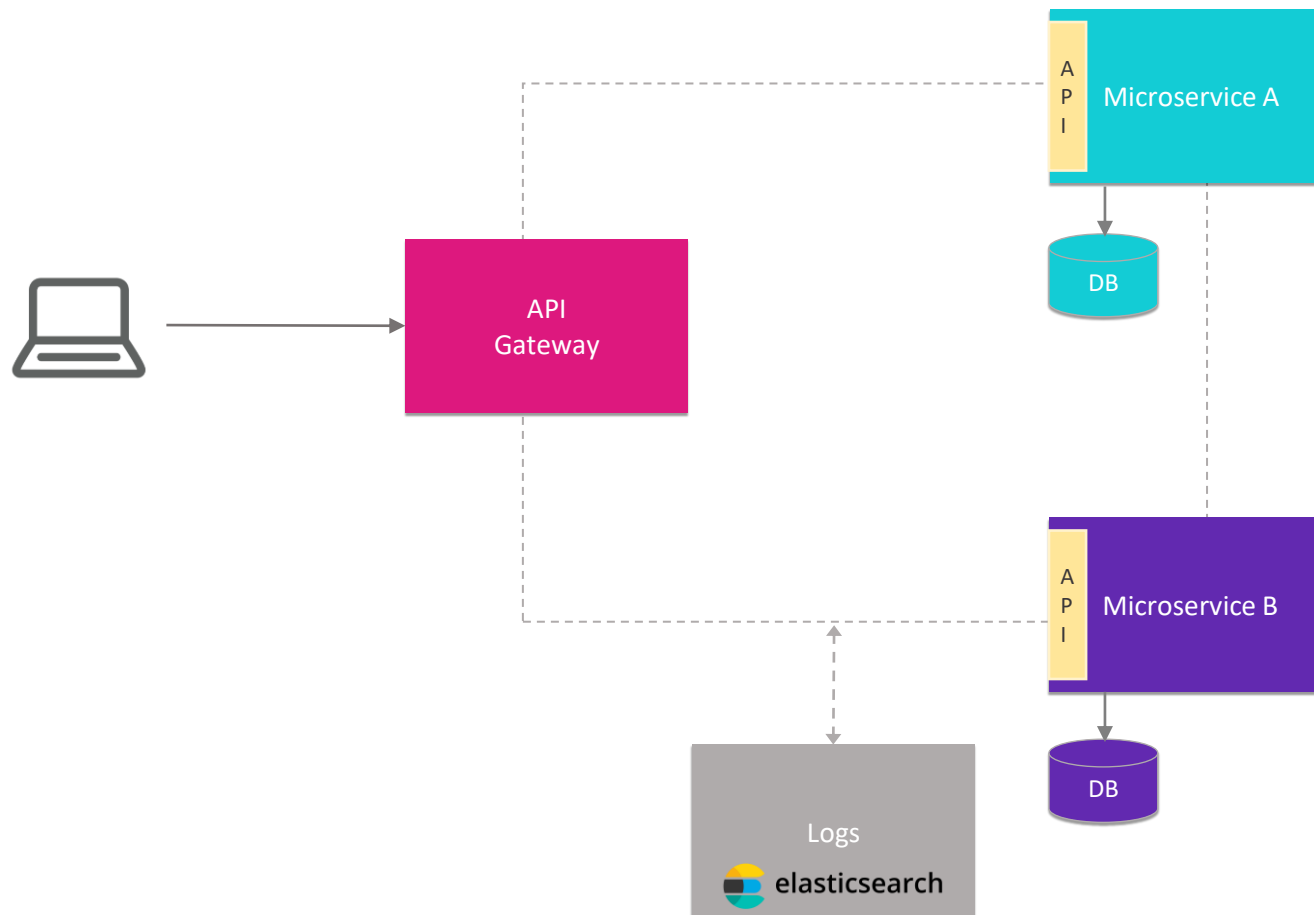 A
P
I
Microservice A
DB
API
Gateway
A
P
I
Microservice B
DB
Logs
elasticsearch